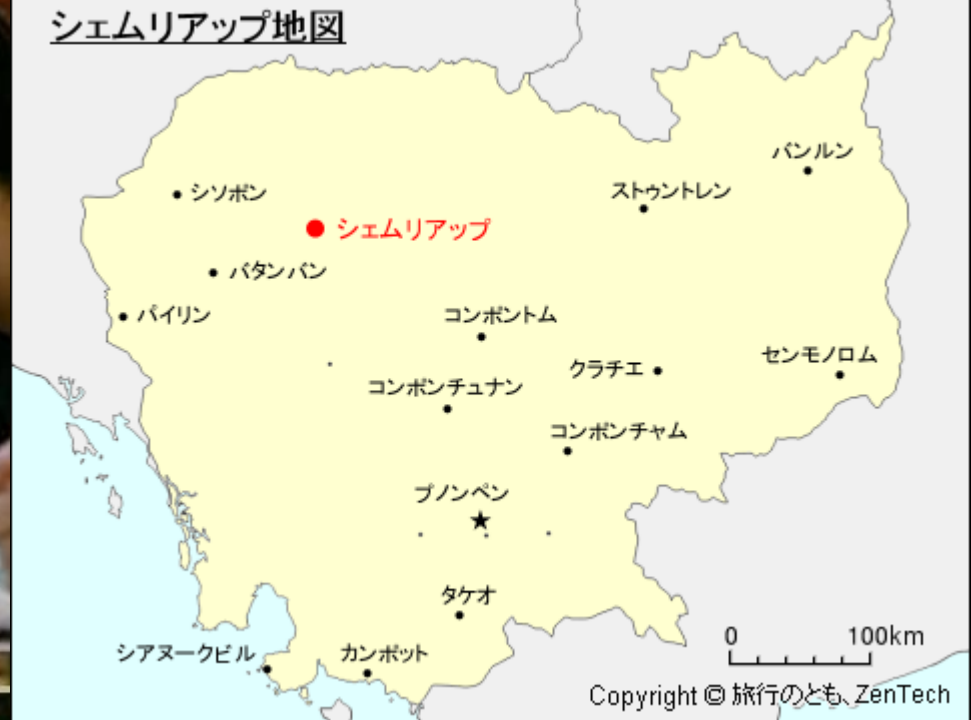 シェムリアップ地図
バンルン
シソポン
ストゥントレン
シェムリアップ
バタンバン
パイリン
コンポントム
センモノロム
クラチエ
コンポンチュナン
コンポンチャム
プノンペン
タケオ
シアヌークビル
カンポット
0 100km
Copyright © 旅行のとも、ZenTech